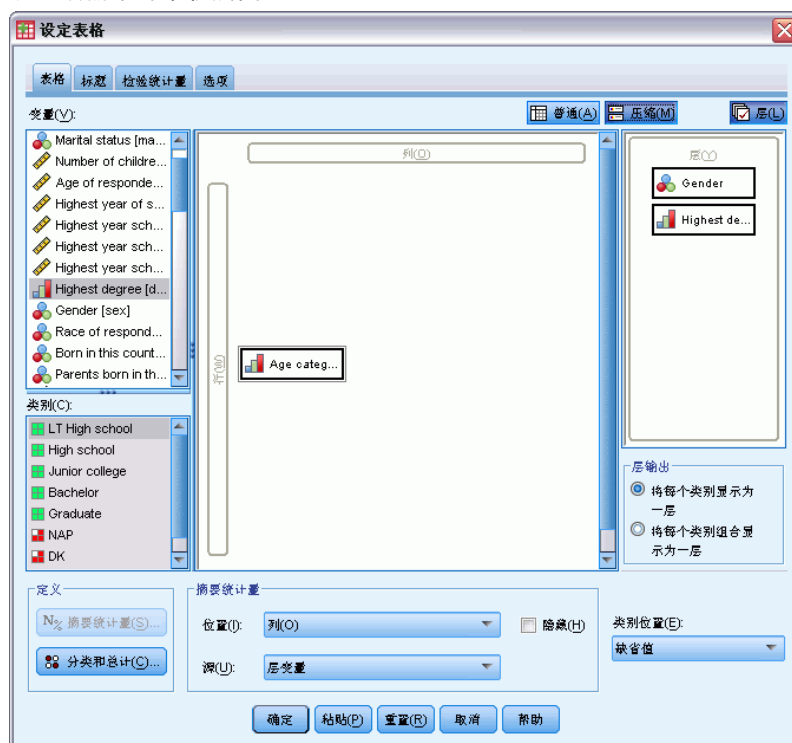 设定表格
表格 标题 检验统计量 选项
变量(V): 普通(A) 压缩(M) 层(L)
Marital status [ma...
Number of childre...
Age of responde...
Highest year of s...
Highest year sch...
Highest year sch...
Highest year sch...
Highest degree [d...
Gender [sex]
Race of respond...
Born in this count...
Parents born in th...
列(O)
行(W)
Age categ...
层(Y)
Gender
Highest de...
类别(C):
LT High school
High school
Junior college
Bachelor
Graduate
NAP
DK
层输出
将每个类别显示为
一层
将每个类别组合显
示为一层
定义
N% 摘要统计量(S)...
分类和总计(C)...
摘要统计量
位置(I): 列(O) 隐藏(H)
源(U): 层变量
类别位置(E):
缺省值
确定 粘贴(P) 重置(R) 取消 帮助